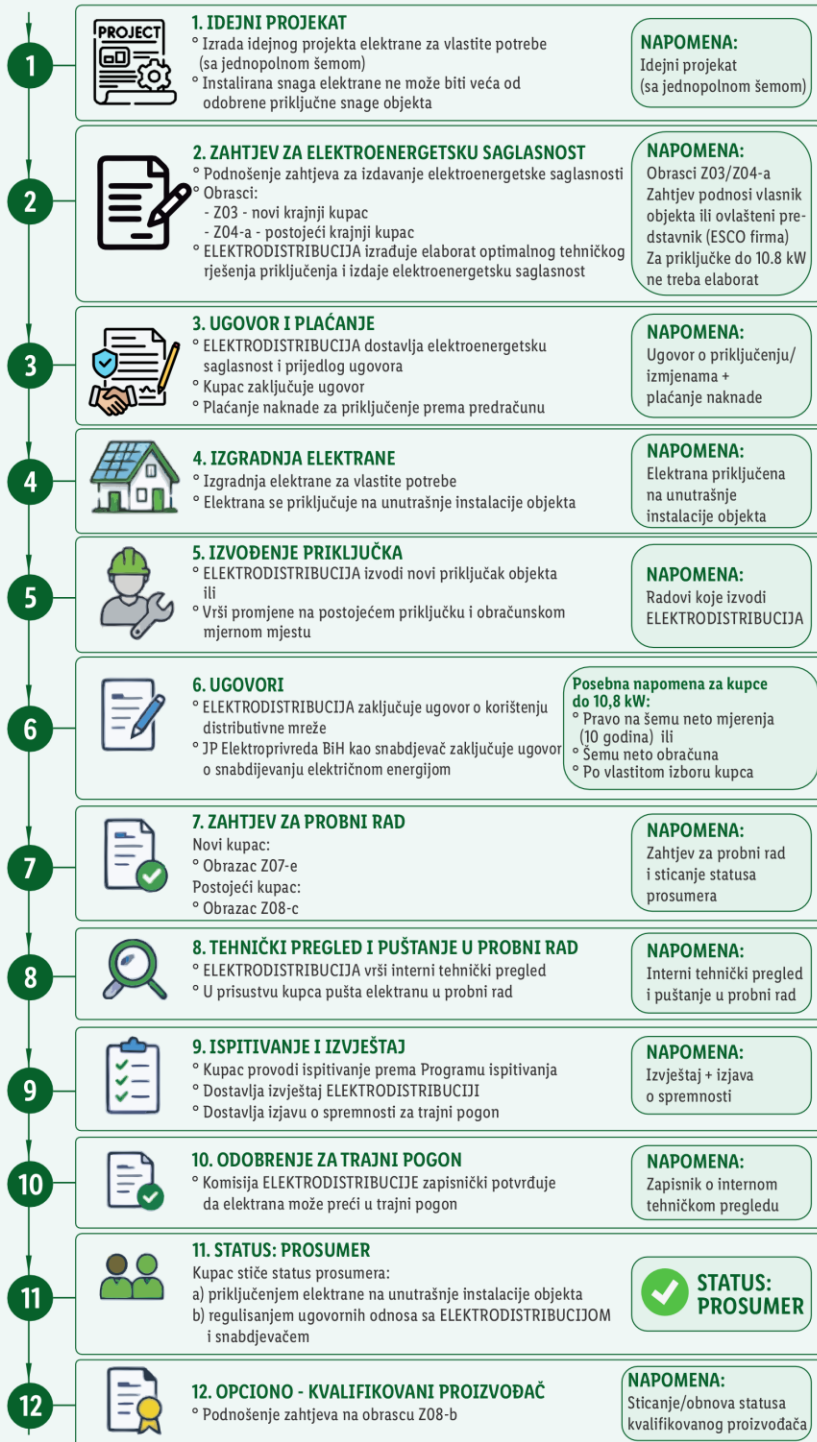 1
PROJECT
1. IDEJNI PROJEKAT
° Izrada idejnog projekta elektrane za vlastite potrebe
(sa jednopolnom šemom)
° Instalirana snaga elektrane ne može biti veća od
odobrene priključne snage objekta
NAPOMENA:
Idejni projekat
(sa jednopolnom šemom)
2
2. ZAHTJEV ZA ELEKTROENERGETSKU SAGLASNOST
° Podnošenje zahtjeva za izdavanje elektroenergetske saglasnosti
° Obrasci:
- Z03 - novi krajnji kupac
- Z04-a - postojeći krajnji kupac
° ELEKTRODISTRIBUCIJA izrađuje elaborat optimalnog tehničkog
rješenja priključenja i izdaje elektroenergetsku saglasnost
NAPOMENA:
Obrasci Z03/Z04-a
Zahtjev podnosi vlasnik
objekta ili ovlašteni pre-
dstavnik (ESCO firma)
Za priključke do 10.8 kW
ne treba elaborat
3
3. UGOVOR I PLAĆANJE
° ELEKTRODISTRIBUCIJA dostavlja elektroenergetsku
saglasnost i prijedlog ugovora
° Kupac zaključuje ugovor
° Plaćanje naknade za priključenje prema predračunu
NAPOMENA:
Ugovor o priključenju/
izmjenama +
plaćanje naknade
4
4. IZGRADNJA ELEKTRANE
° Izgradnja elektrane za vlastite potrebe
° Elektrana se priključuje na unutrašnje instalacije objekta
NAPOMENA:
Elektrana priključena
na unutrašnje
instalacije objekta
5
5. IZVOĐENJE PRIKLJUČKA
° ELEKTRODISTRIBUCIJA izvodi novi priključak objekta
ili
° Vrši promjene na postojećem priključku i obračunskom
mjernom mjestu
NAPOMENA:
Radovi koje izvodi
ELEKTRODISTRIBUCIJA
6
6. UGOVORI
° ELEKTRODISTRIBUCIJA zaključuje ugovor o korištenju
distributivne mreže
° JP Elektroprivreda BiH kao snabdjevač zaključuje ugovor
o snabdijevanju električnom energijom
Posebna napomena za kupce
do 10,8 kW:
° Pravo na šemu neto mjerenja
(10 godina) ili
° Šemu neto obračuna
° Po vlastitom izboru kupca
7
7. ZAHTJEV ZA PROBNI RAD
Novi kupac:
° Obrazac Z07-e
Postojeći kupac:
° Obrazac Z08-c
NAPOMENA:
Zahtjev za probni rad
i sticanje statusa
prosumera
8
8. TEHNIČKI PREGLED I PUŠTANJE U PROBNI RAD
° ELEKTRODISTRIBUCIJA vrši interni tehnički pregled
° U prisustvu kupca pušta elektranu u probni rad
NAPOMENA:
Interni tehnički pregled
i puštanje u probni rad
9
9. ISPITIVANJE I IZVJEŠTAJ
° Kupac provodi ispitivanje prema Programu ispitivanja
° Dostavlja izvještaj ELEKTRODISTRIBUCIJI
° Dostavlja izjavu o spremnosti za trajni pogon
NAPOMENA:
Izvještaj + izjava
o spremnosti
10
10. ODOBRENJE ZA TRAJNI POGON
° Komisija ELEKTRODISTRIBUCIJE zapisnički potvrđuje
da elektrana može preći u trajni pogon
NAPOMENA:
Zapisnik o internom
tehničkom pregledu
11
11. STATUS: PROSUMER
Kupac stiče status prosumera:
a) priključenjem elektrane na unutrašnje instalacije objekta
b) regulisanjem ugovornih odnosa sa ELEKTRODISTRIBUCIJOM
i snabdjevačem
STATUS:
PROSUMER
12
12. OPCIONO - KVALIFIKOVANI PROIZVOĐAČ
° Podnošenje zahtjeva na obrascu Z08-b
NAPOMENA:
Sticanje/obnova statusa
kvalifikovanog proizvođača